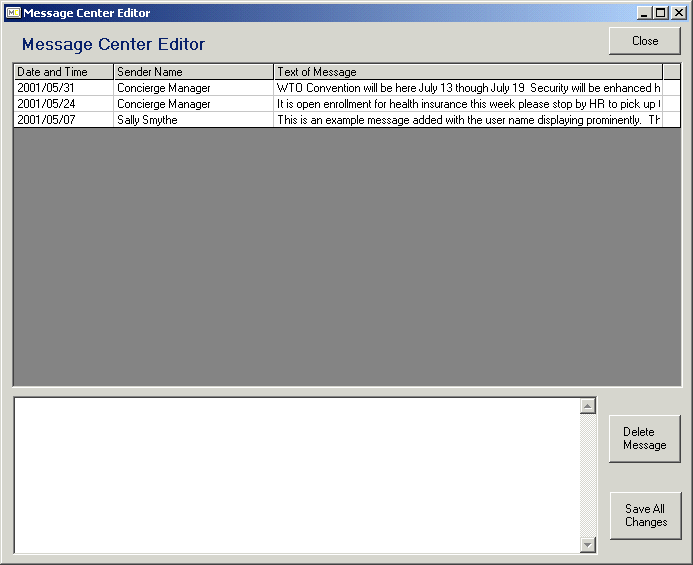 Message Center Editor
Message Center Editor
Close
Date and Time Sender Name Text of Message
2001/05/31 Concierge Manager WTO Convention will be here July 13 though July 19 Security will be enhanced h
2001/05/24 Concierge Manager It is open enrollment for health insurance this week please stop by HR to pick up
2001/05/07 Sally Smythe This is an example message added with the user name displaying prominently. Th
Delete
Message
Save All
Changes